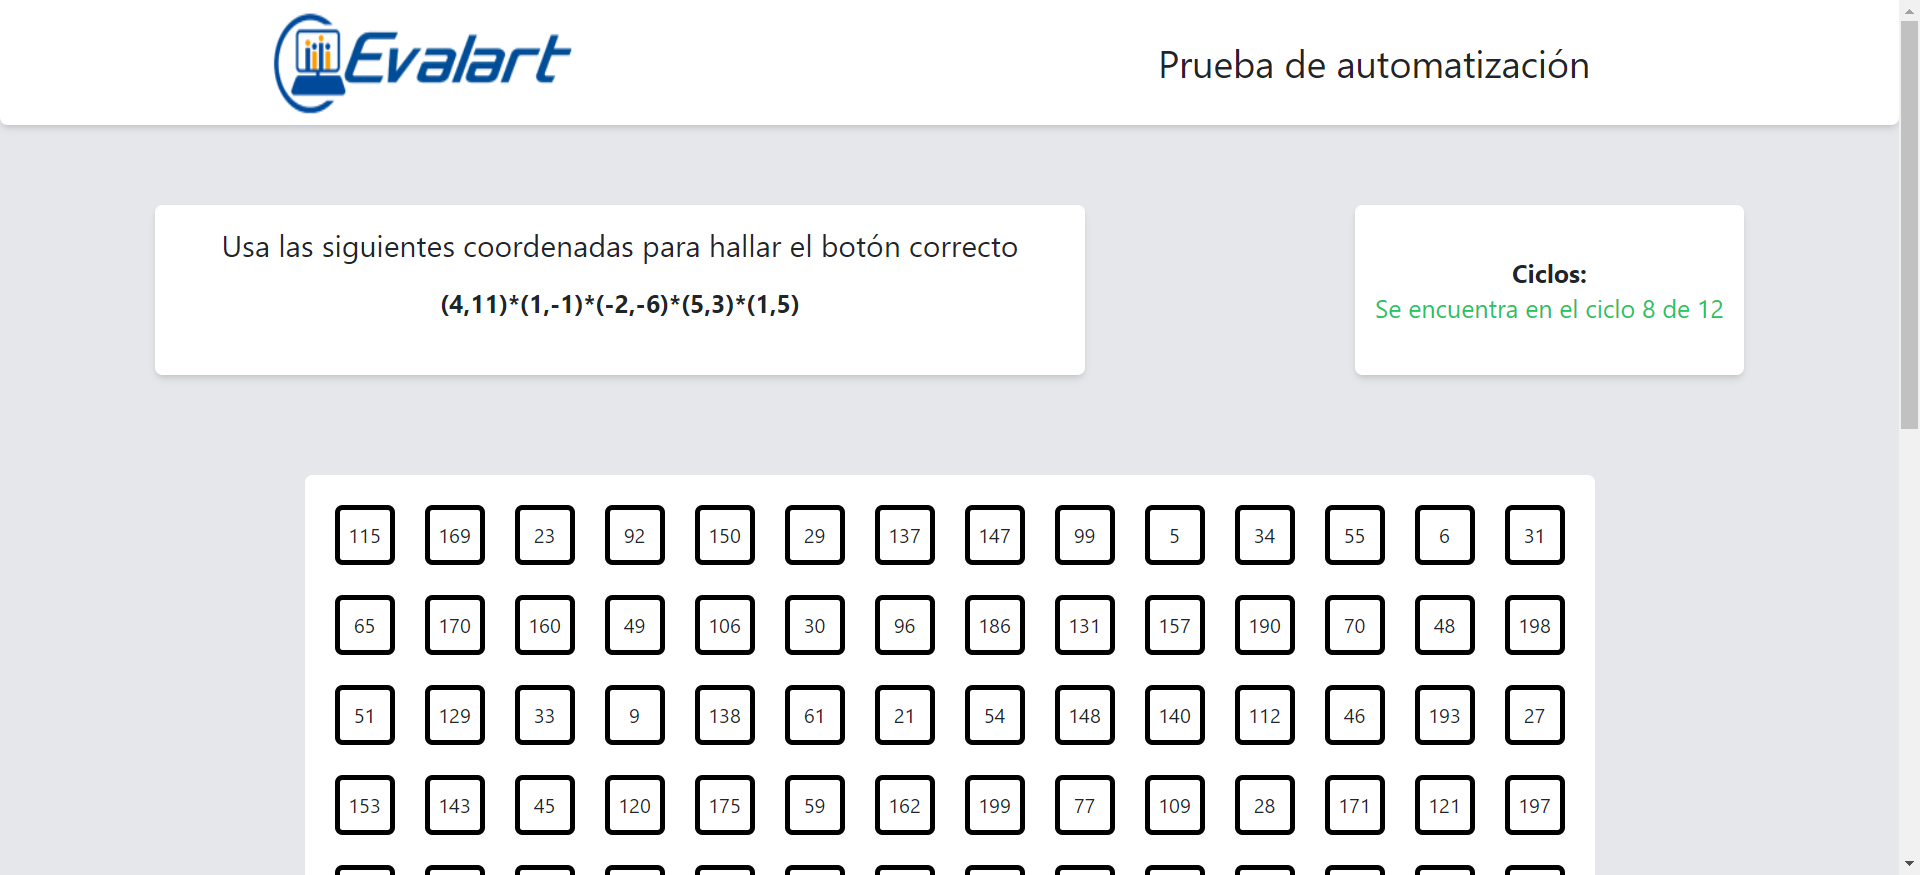 Evalart
Prueba de automatización
Usa las siguientes coordenadas para hallar el botón correcto
(4,11)*(1,-1)*(-2,-6)*(5,3)*(1,5)
Ciclos:
Se encuentra en el ciclo 8 de 12
115 169 23 92 150 29 137 147 99 5 34 55 6 31
65 170 160 49 106 30 96 186 131 157 190 70 48 198
51 129 33 9 138 61 21 54 148 140 112 46 193 27
153 143 45 120 175 59 162 199 77 109 28 171 121 197